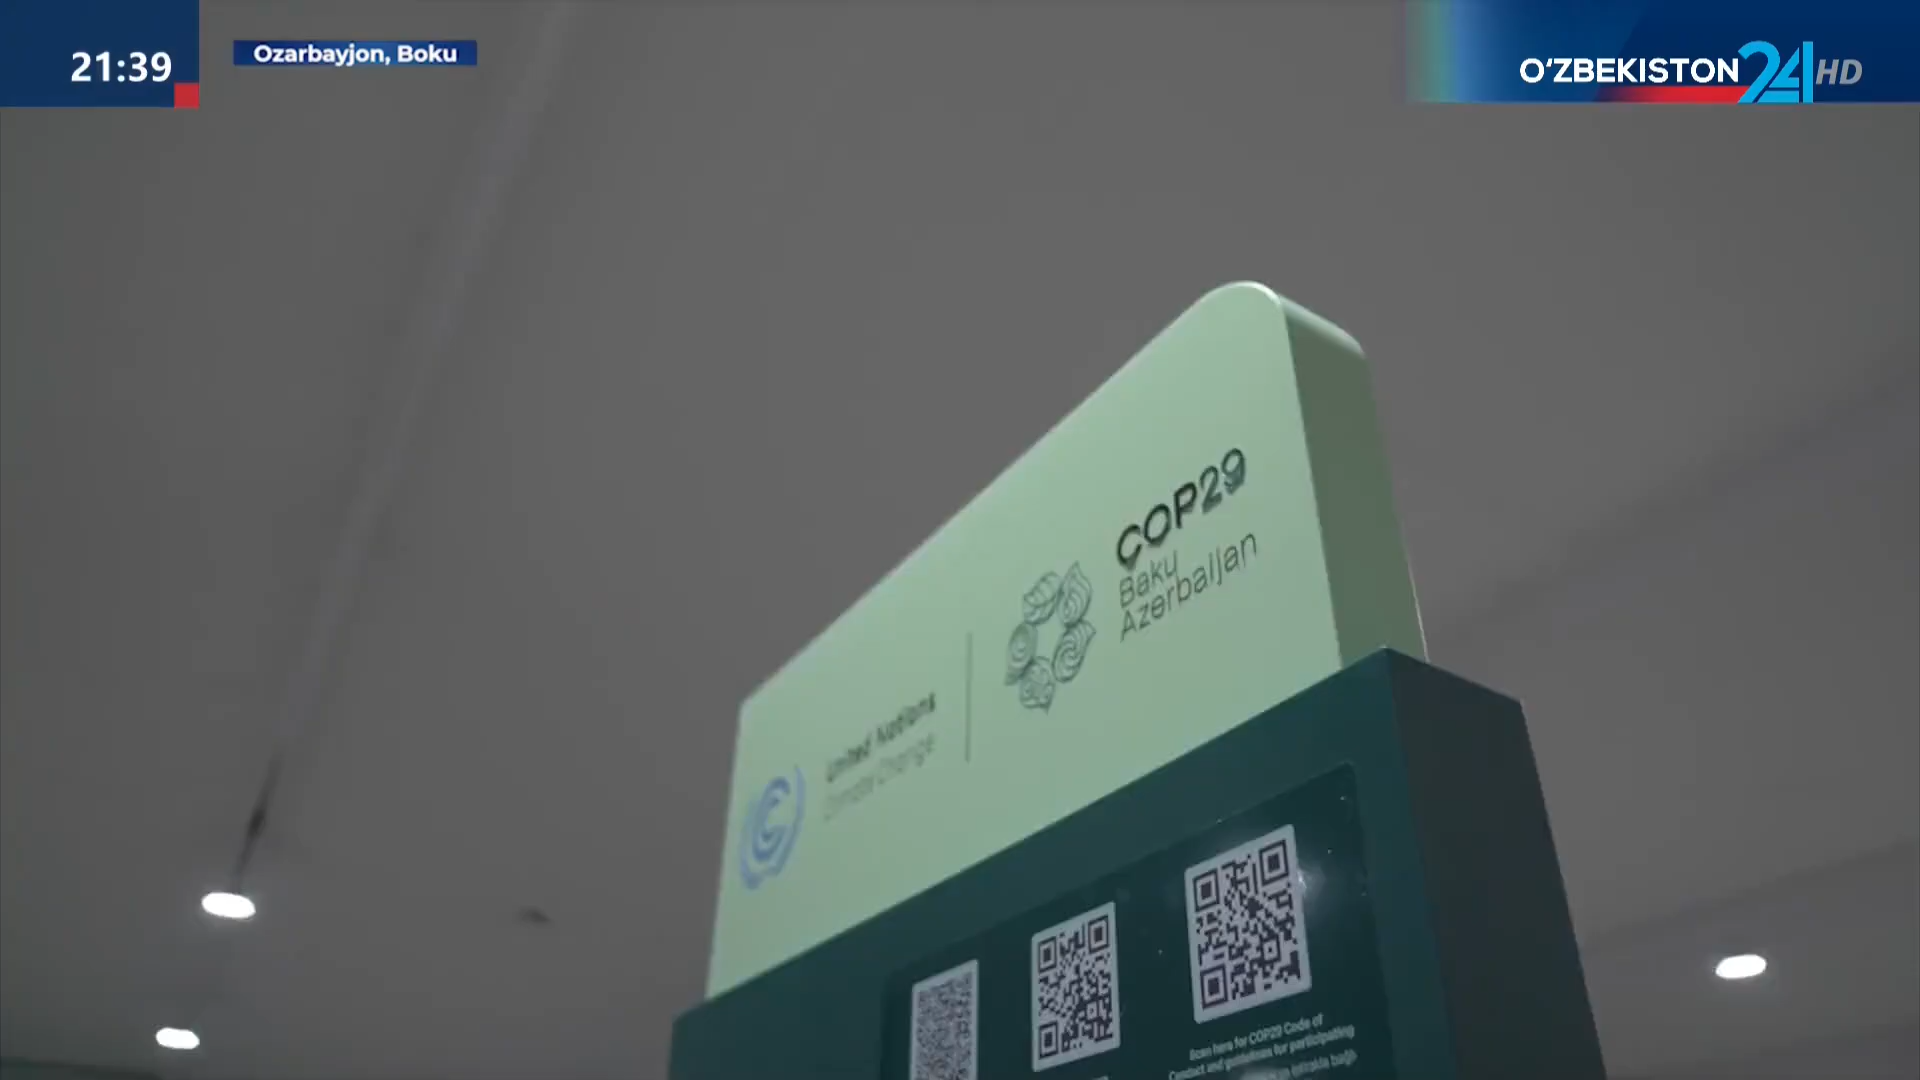 21:39
Ozarbayjon, Boku
O‘ZBEKISTON 24 HD
COP29
Baku
Azerbaijan
United Nations
Climate Change
Scan here for COP29 Code of
Conduct and guidelines for participating